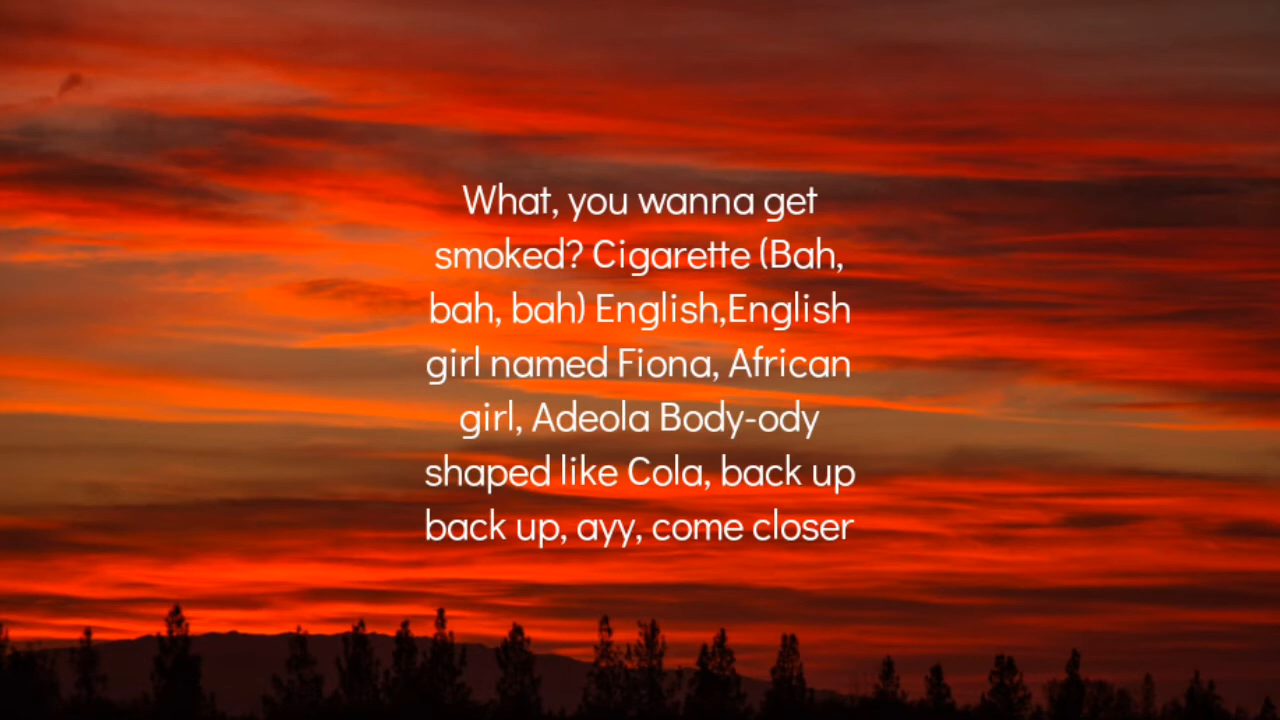 What, you wanna get
smoked? Cigarette (Bah,
bah, bah) English,English
girl named Fiona, African
girl, Adeola Body-ody
shaped like Cola, back up
back up, ayy, come closer